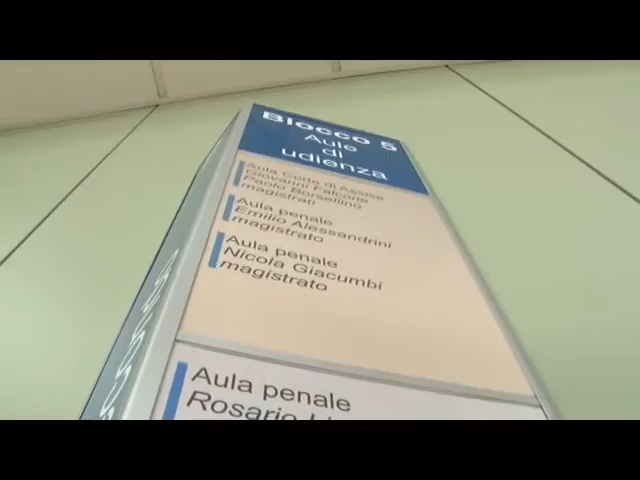 Blocco 5
Aule
di
udienza
Aula Corte di Assise
Giovanni Falcone
Paolo Borsellino
magistrati
Aula penale
Emilio Alessandrini
magistrato
Aula penale
Nicola Giacumbi
magistrato
Aula penale
Rosario